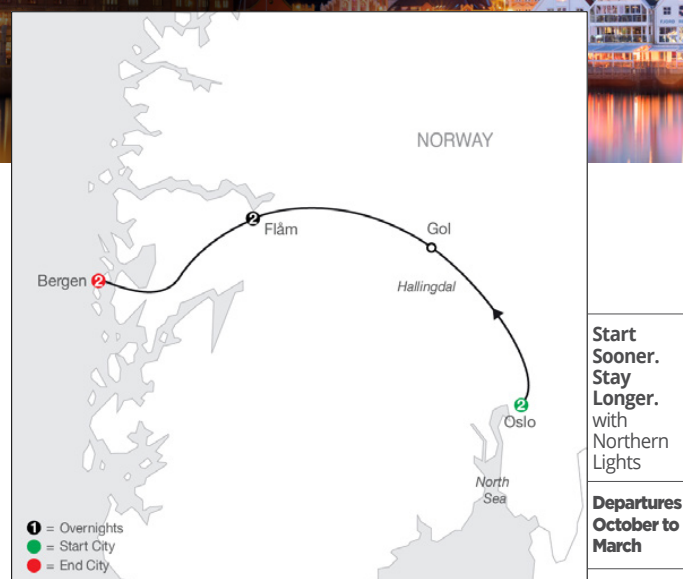 NORWAY
2
Flåm
Gol
Bergen 2
Hallingdal
2
Oslo
North
Sea
1 = Overnights
= Start City
= End City
Start
Sooner.
Stay
Longer.
with
Northern
Lights
Departures
October to
March